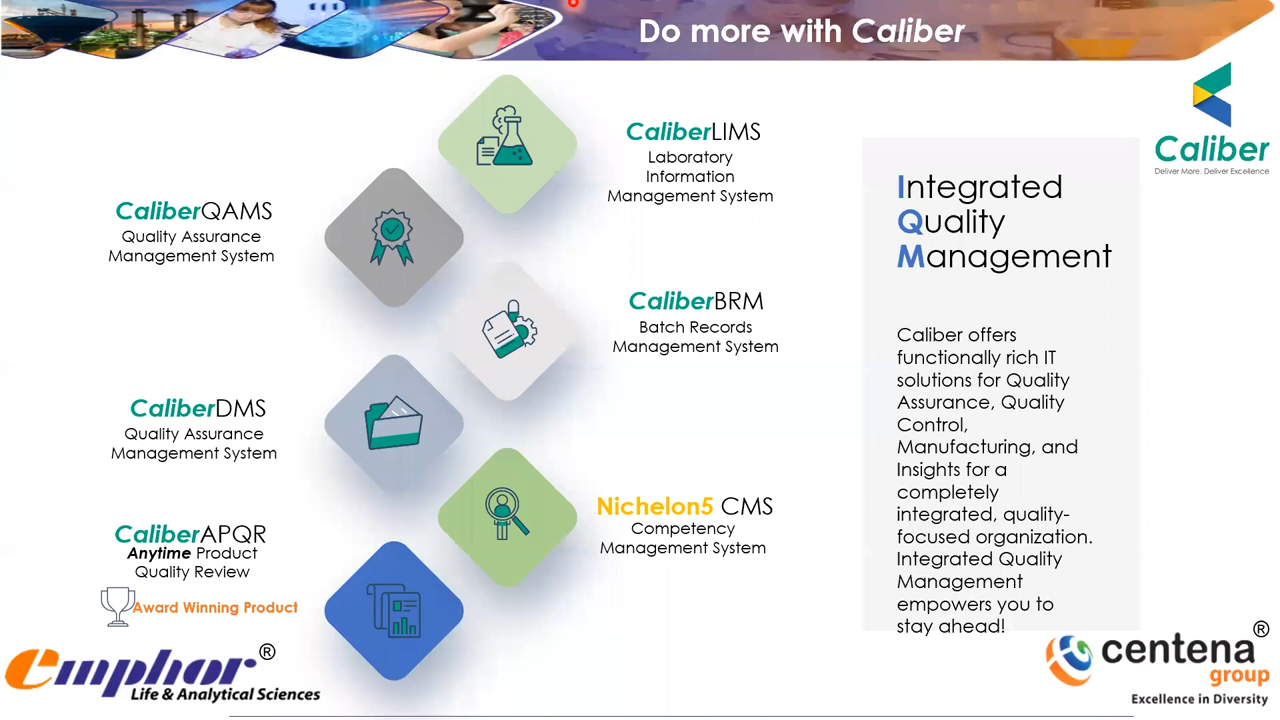 Do more with Caliber
CaliberLIMS
Laboratory
Information
Management System
CaliberQAMS
Quality Assurance
Management System
CaliberBRM
Batch Records
Management System
CaliberDMS
Quality Assurance
Management System
Nichelon5 CMS
Competency
Management System
CaliberAPQR
Anytime Product
Quality Review
Award Winning Product
Caliber
Deliver More. Deliver Excellence
Integrated
Quality
Management
Caliber offers
functionally rich IT
solutions for Quality
Assurance, Quality
Control,
Manufacturing, and
Insights for a
completely
integrated, quality-
focused organization.
Integrated Quality
Management
empowers you to
stay ahead!
emphor®
Life & Analytical Sciences
centena®
group
Excellence in Diversity